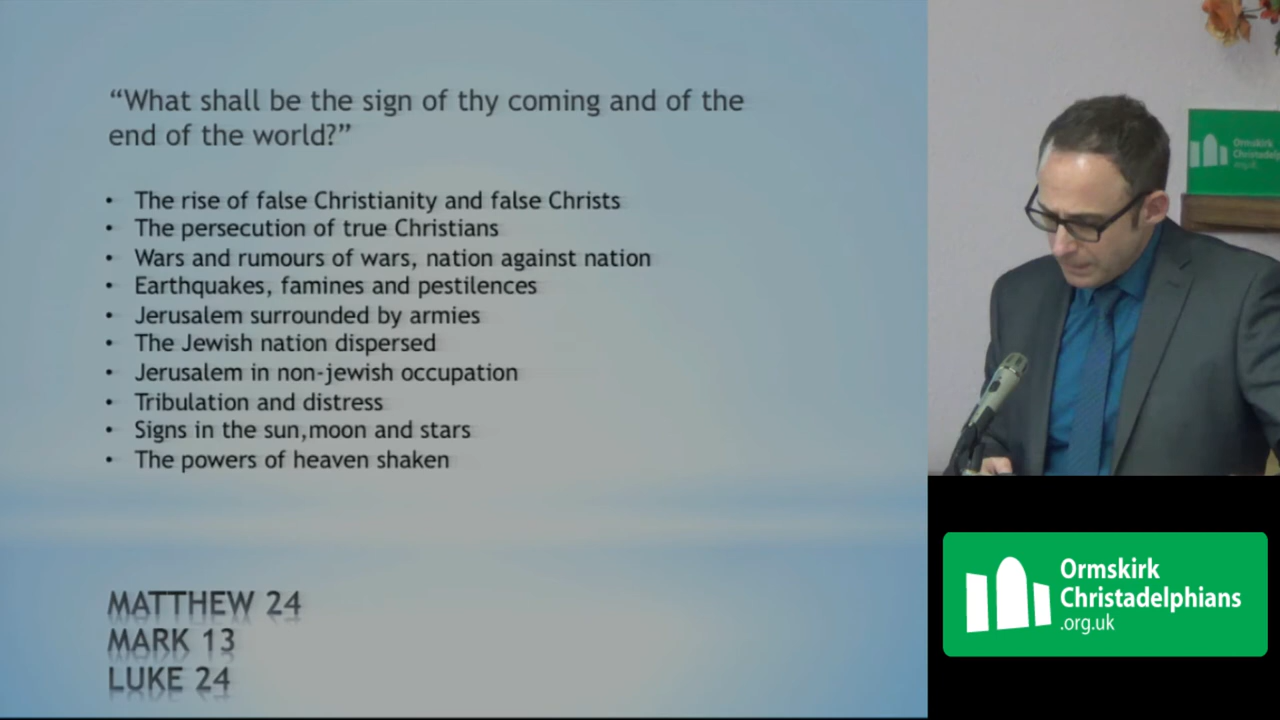 “What shall be the sign of thy coming and of the
end of the world?”
• The rise of false Christianity and false Christs
• The persecution of true Christians
• Wars and rumours of wars, nation against nation
• Earthquakes, famines and pestilences
• Jerusalem surrounded by armies
• The Jewish nation dispersed
• Jerusalem in non-jewish occupation
• Tribulation and distress
• Signs in the sun,moon and stars
• The powers of heaven shaken
MATTHEW 24
MARK 13
LUKE 24
Ormskirk
Christadelp
org.uk
Ormskirk
Christadelphians
.org.uk